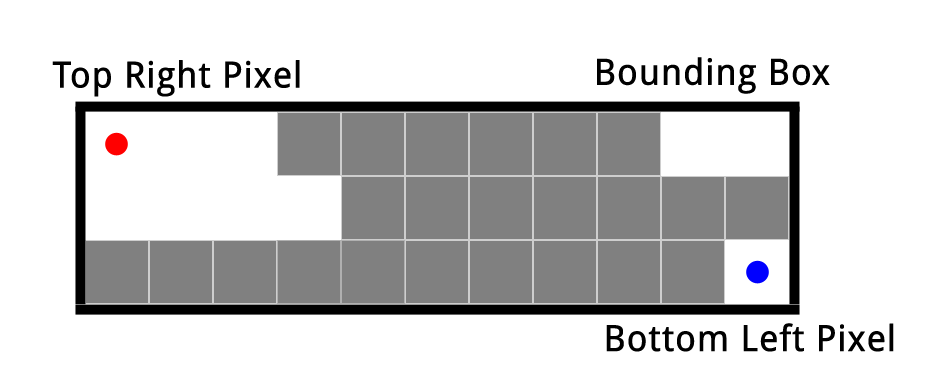 Top Right Pixel
Bounding Box
Bottom Left Pixel